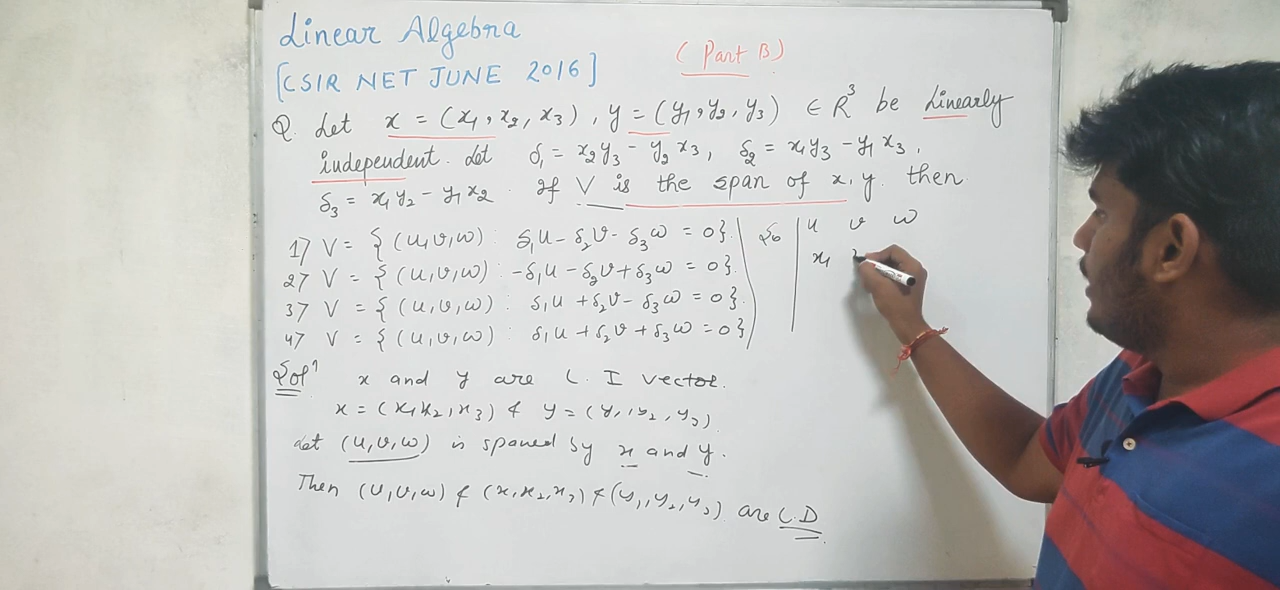 Linear Algebra
(Part B)
[CSIR NET JUNE 2016]
Q. Let x = (x₁, x₂, x₃), y = (y₁, y₂, y₃) ∈ R³ be Linearly
independent. Let δ₁ = x₂y₃ - y₂x₃, δ₂ = x₁y₃ - y₁x₃,
δ₃ = x₁y₂ - y₁x₂. If V is the span of x, y. then
1) V = {(u, v, w) : δ₁u - δ₂v - δ₃w = 0}.
2) V = {(u, v, w) : -δ₁u - δ₂v + δ₃w = 0}.
3) V = {(u, v, w) : δ₁u + δ₂v - δ₃w = 0}.
4) V = {(u, v, w) : δ₁u + δ₂v + δ₃w = 0}
Solⁿ x and y are L.I vector.
x = (x₁, x₂, x₃) & y = (y₁, y₂, y₃).
Let (u, v, w) is spaned by x and y.
Then (u, v, w) & (x₁, x₂, x₃) & (y₁, y₂, y₃) are L.D
So | u v w
x₁